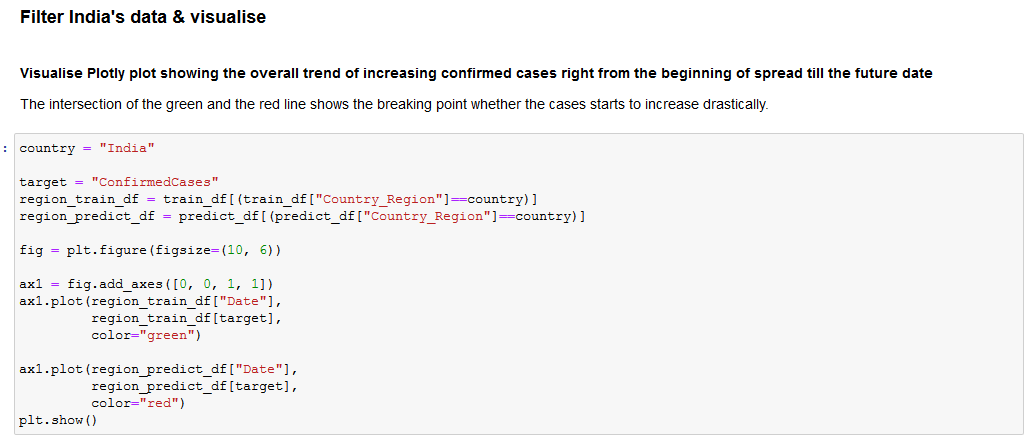 Filter India's data & visualise
Visualise Plotly plot showing the overall trend of increasing confirmed cases right from the beginning of spread till the future date
The intersection of the green and the red line shows the breaking point whether the cases starts to increase drastically.
:
country = "India"
target = "ConfirmedCases"
region_train_df = train_df[(train_df["Country_Region"]==country)]
region_predict_df = predict_df[(predict_df["Country_Region"]==country)]
fig = plt.figure(figsize=(10, 6))
ax1 = fig.add_axes([0, 0, 1, 1])
ax1.plot(region_train_df["Date"],
region_train_df[target],
color="green")
ax1.plot(region_predict_df["Date"],
region_predict_df[target],
color="red")
plt.show()